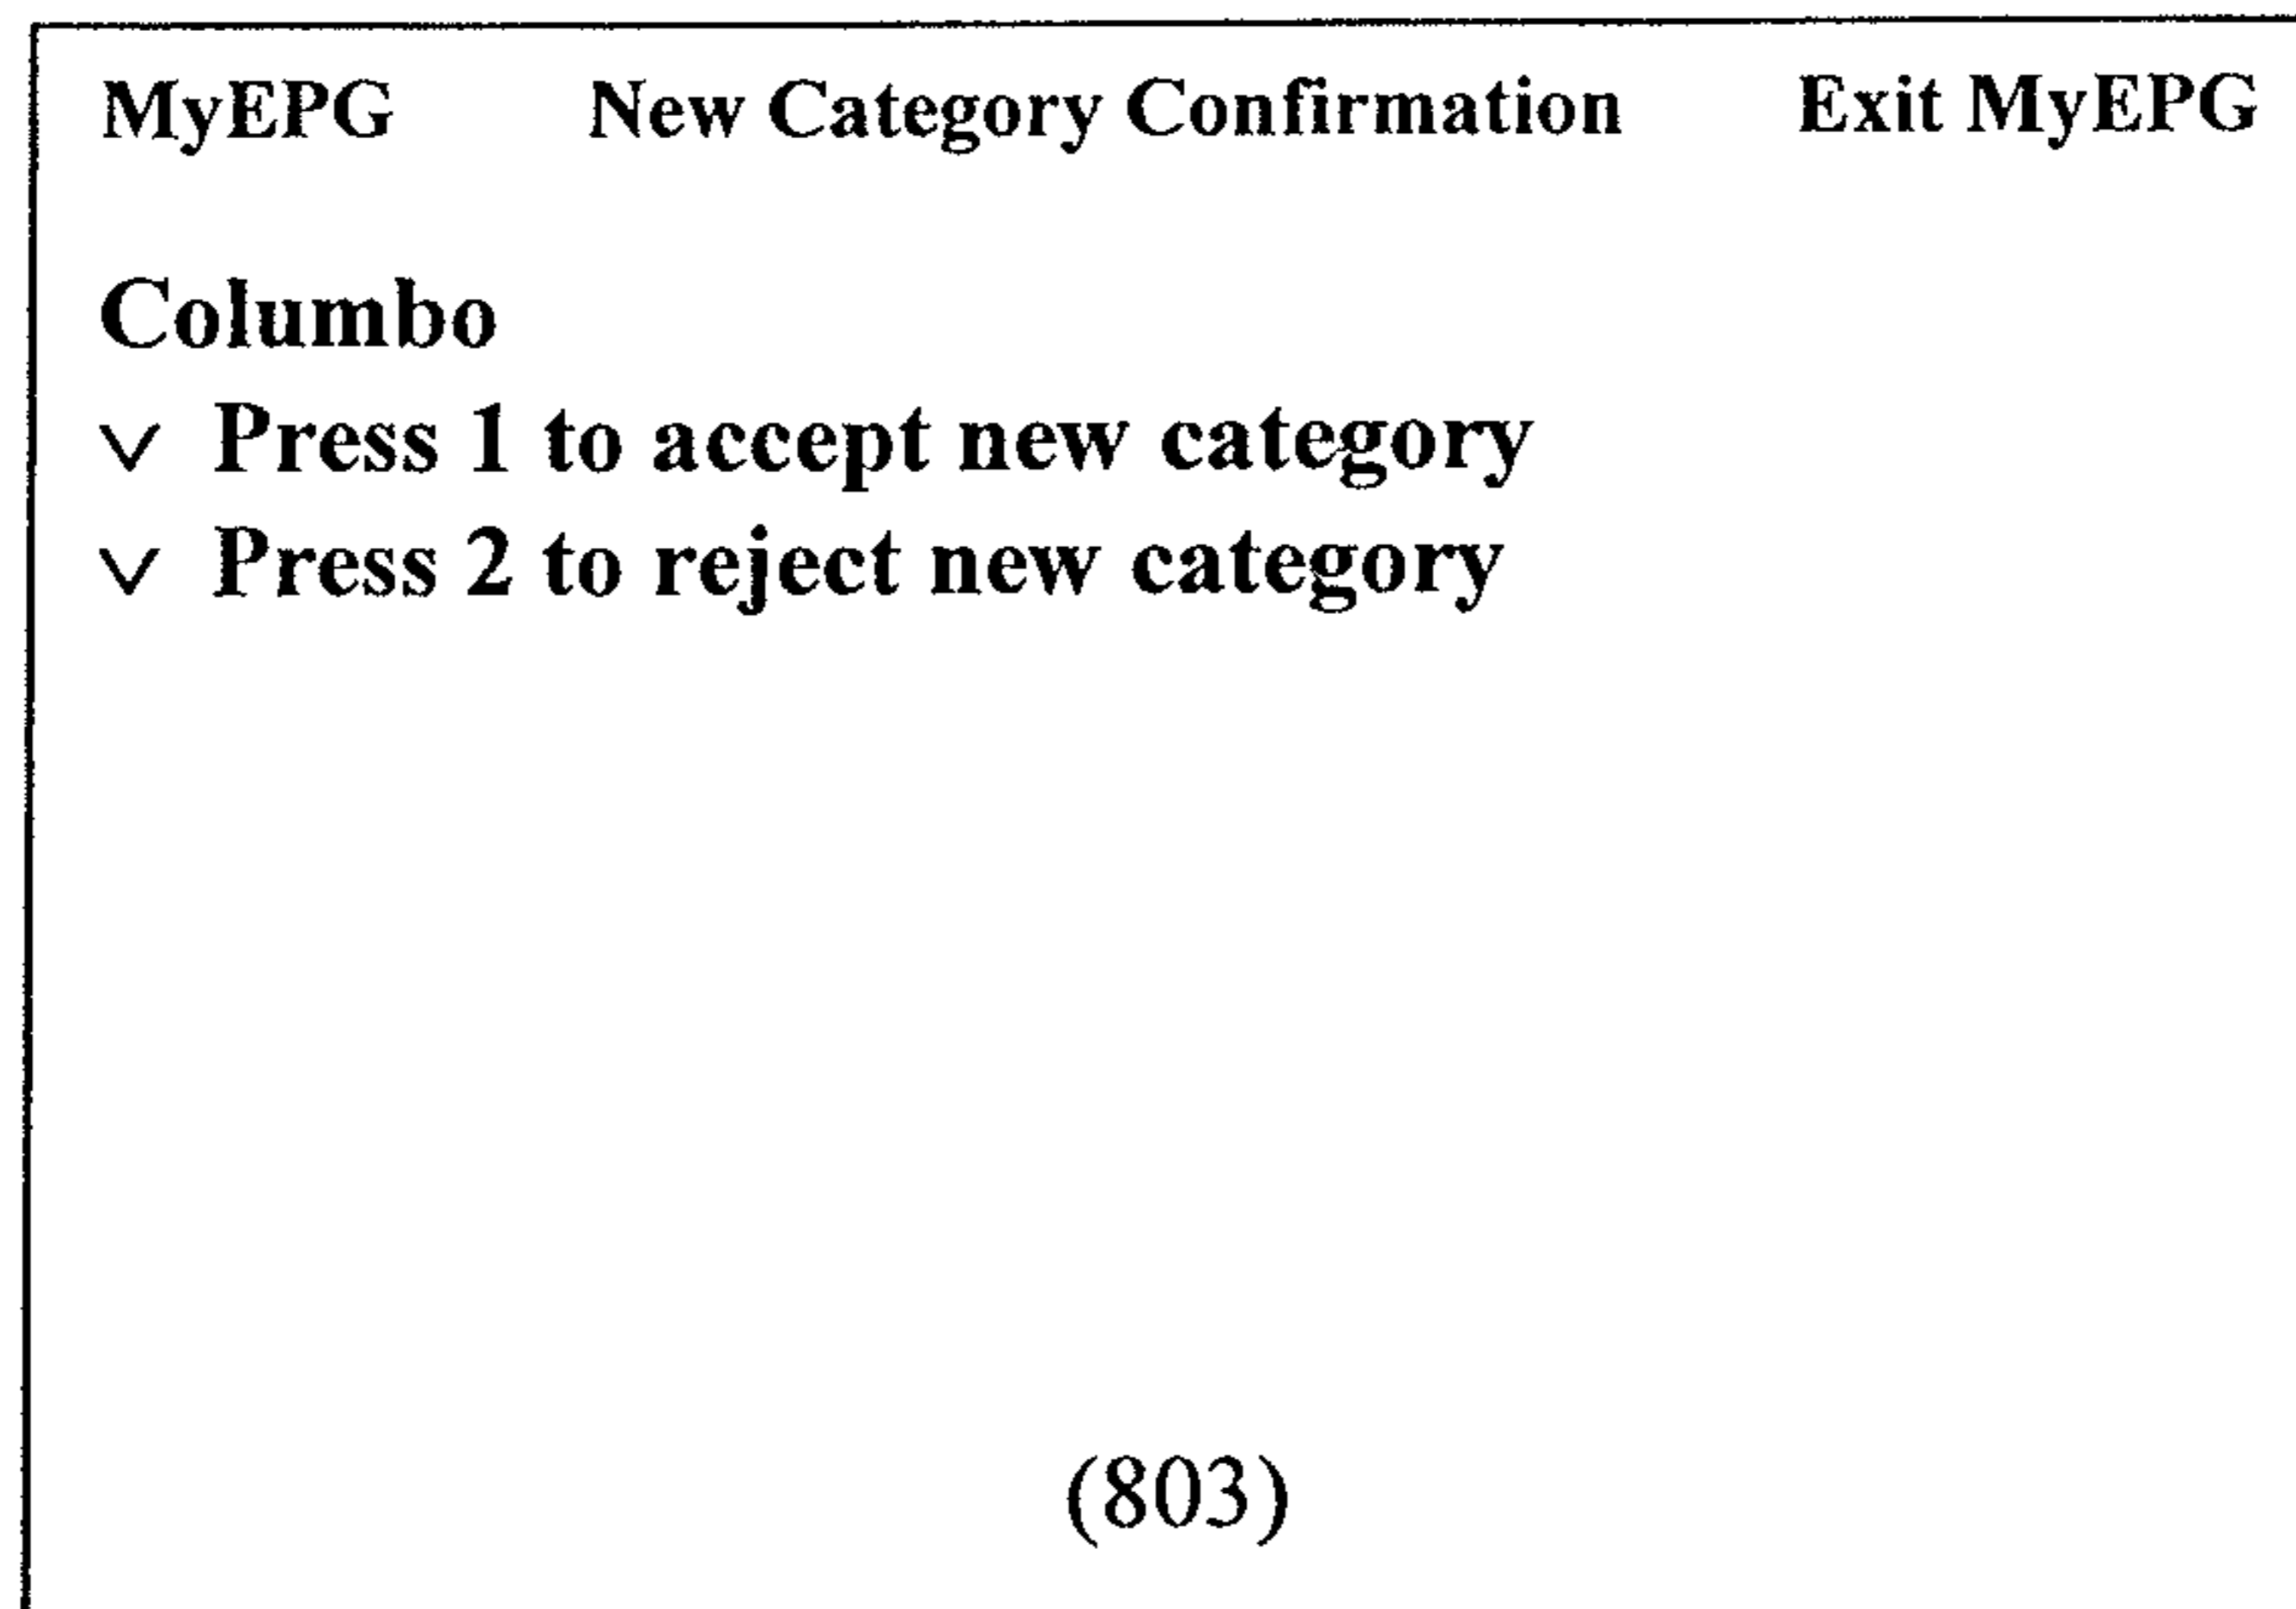 MyEPG New Category Confirmation Exit MyEPG
Columbo
∨ Press 1 to accept new category
∨ Press 2 to reject new category
(803)